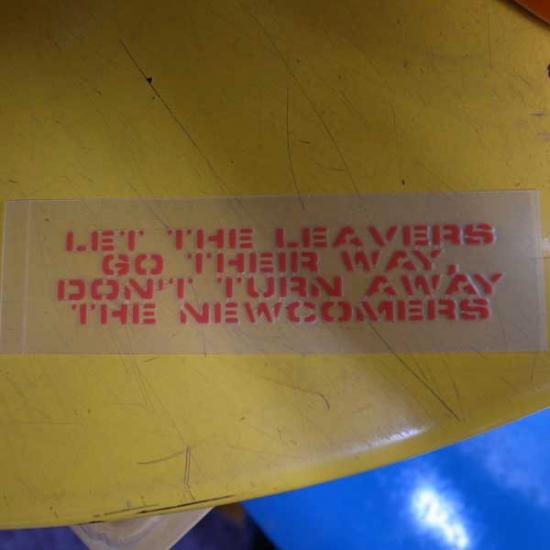 LET THE LEAVERS
GO THEIR WAY,
DON'T TURN AWAY
THE NEWCOMERS